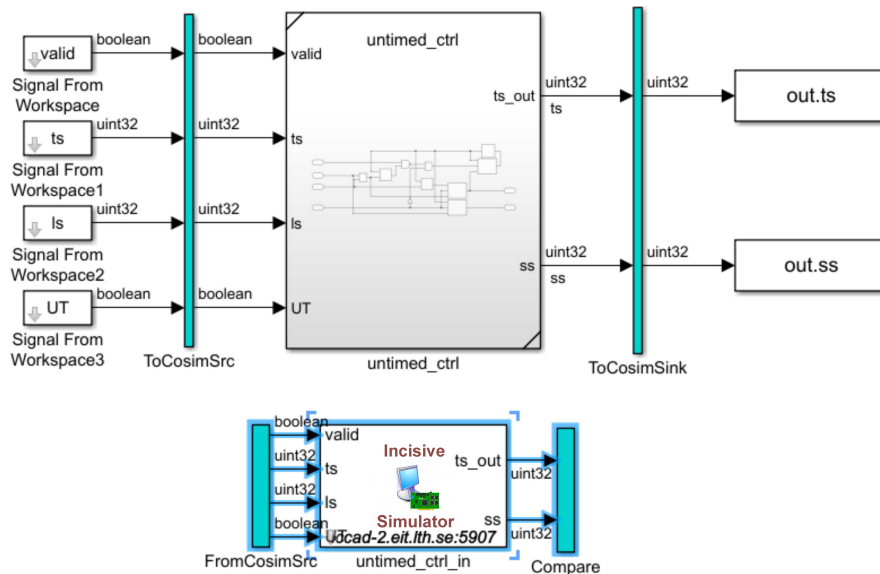 boolean boolean untimed_ctrl
valid valid
Signal From
Workspace
uint32 uint32 ts_out uint32 uint32 out.ts
ts
ts ts
Signal From
Workspace1
uint32 uint32
ls ls
Signal From
Workspace2
ss uint32 uint32 out.ss
ss
boolean boolean
UT UT
Signal From
Workspace3
ToCosimSrc untimed_ctrl ToCosimSink
boolean
valid Incisive
uint32 ts ts_out uint32
uint32 ls Simulator ss
boolean ocad-2.eit.lth.se:5907 uint32
FromCosimSrc untimed_ctrl_in Compare